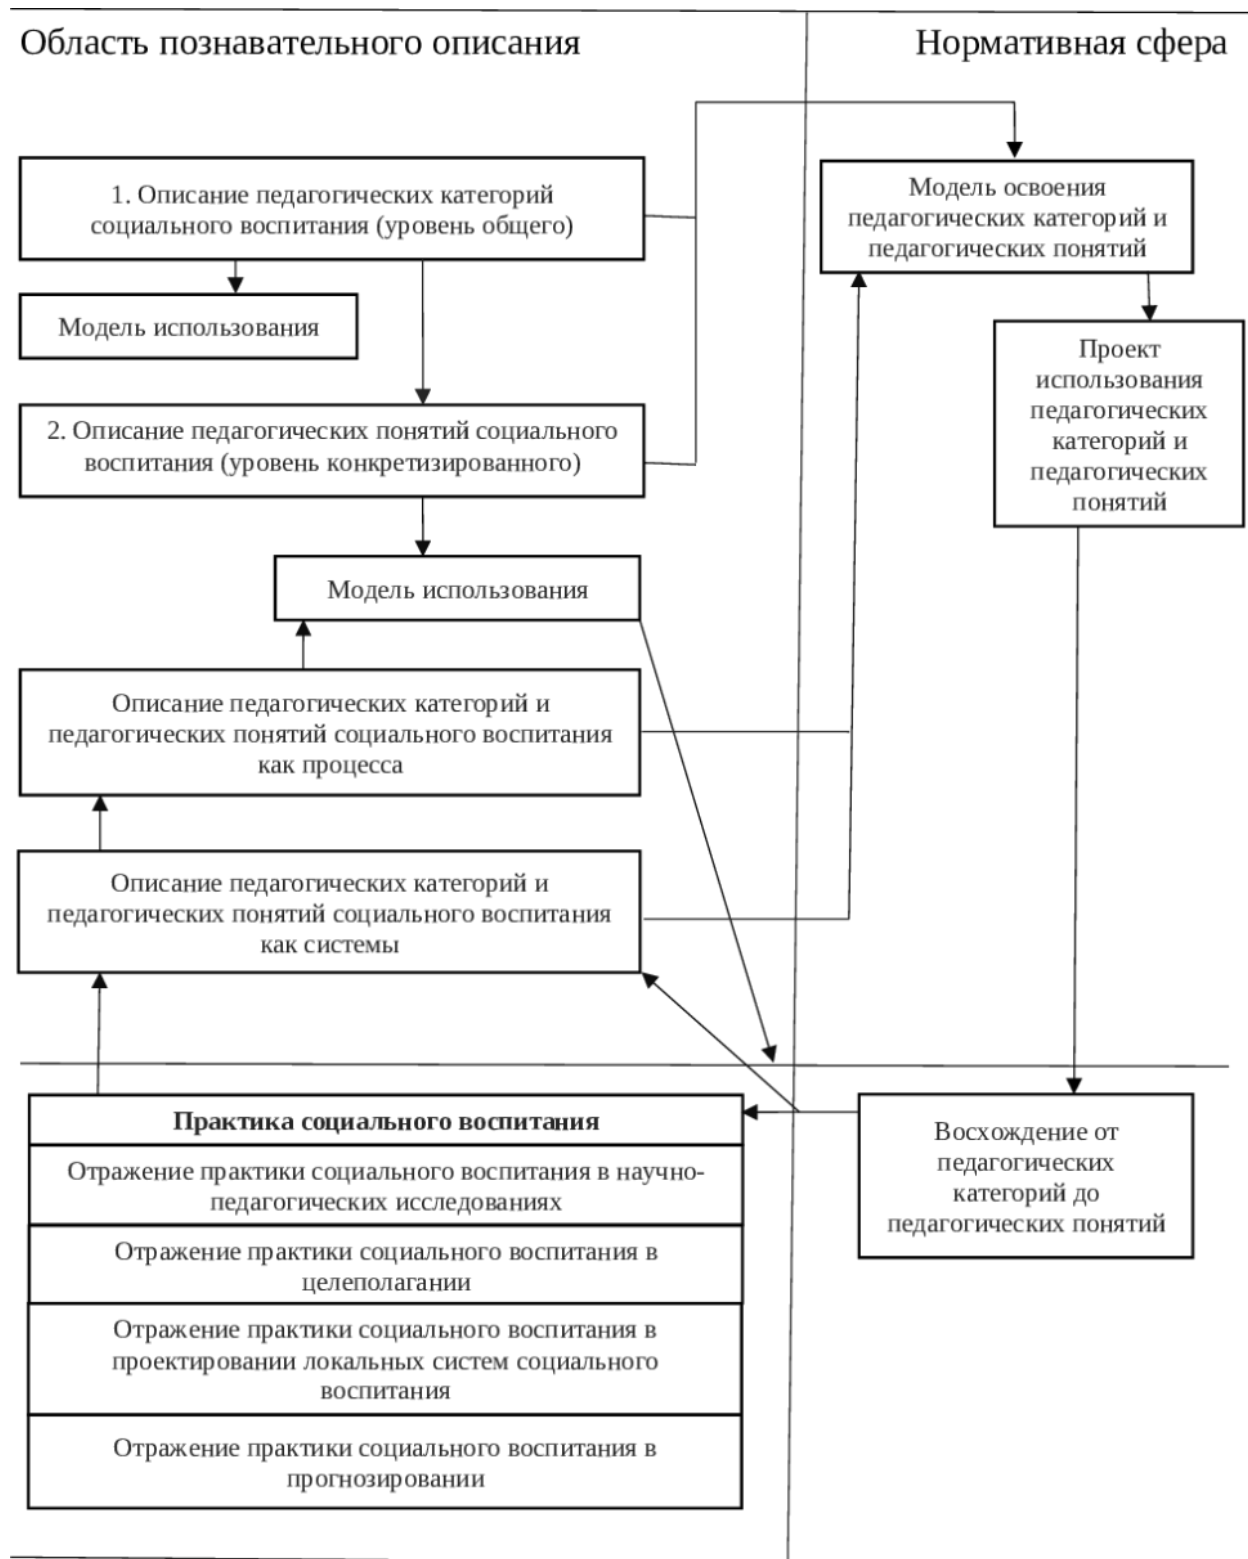 Область познавательного описания
Нормативная сфера
1. Описание педагогических категорий
социального воспитания (уровень общего)
Модель использования
2. Описание педагогических понятий социального
воспитания (уровень конкретизированного)
Модель использования
Описание педагогических категорий и
педагогических понятий социального воспитания
как процесса
Описание педагогических категорий и
педагогических понятий социального воспитания
как системы
Модель освоения
педагогических категорий и
педагогических понятий
Проект
использования
педагогических
категорий и
педагогических
понятий
Практика социального воспитания
Отражение практики социального воспитания в научно-
педагогических исследованиях
Отражение практики социального воспитания в
целеполагании
Отражение практики социального воспитания в
проектировании локальных систем социального
воспитания
Отражение практики социального воспитания в
прогнозировании
Восхождение от
педагогических
категорий до
педагогических понятий